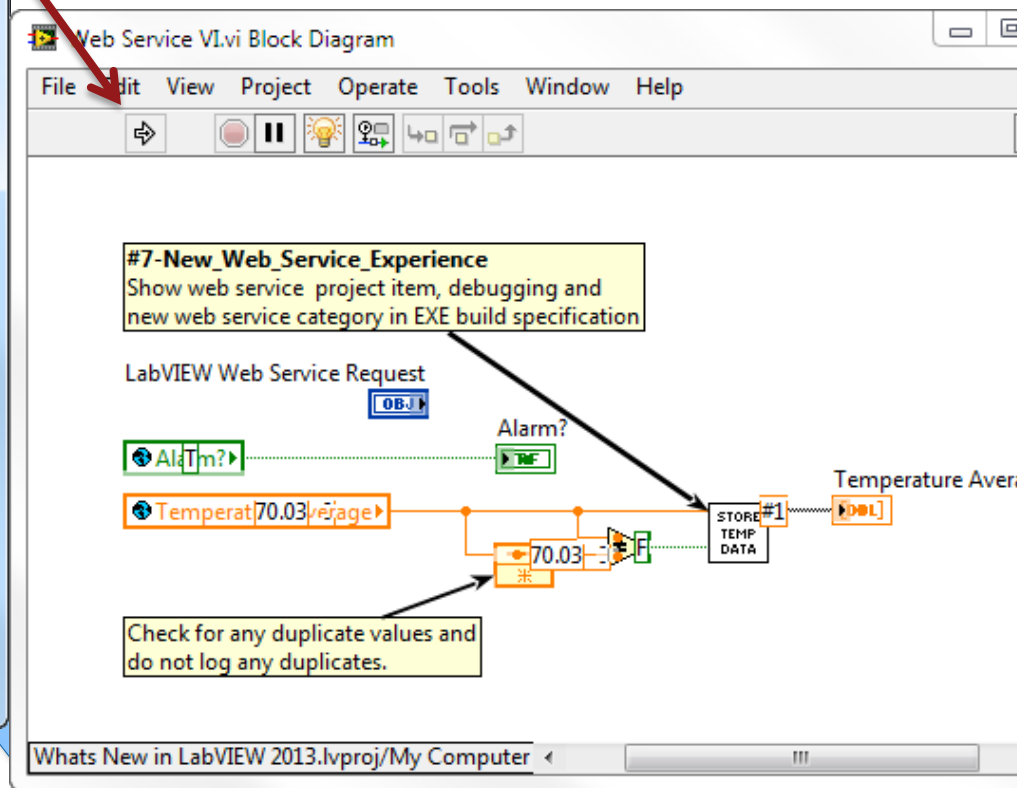 Web Service VI.vi Block Diagram
File Edit View Project Operate Tools Window Help
#7-New_Web_Service_Experience
Show web service project item, debugging and
new web service category in EXE build specification
LabVIEW Web Service Request
OBJ
Alarm?
T
TF
Temperature Avera
70.03
STORE
TEMP
DATA
#1
70.03
F
Check for any duplicate values and
do not log any duplicates.
Whats New in LabVIEW 2013.lvproj/My Computer